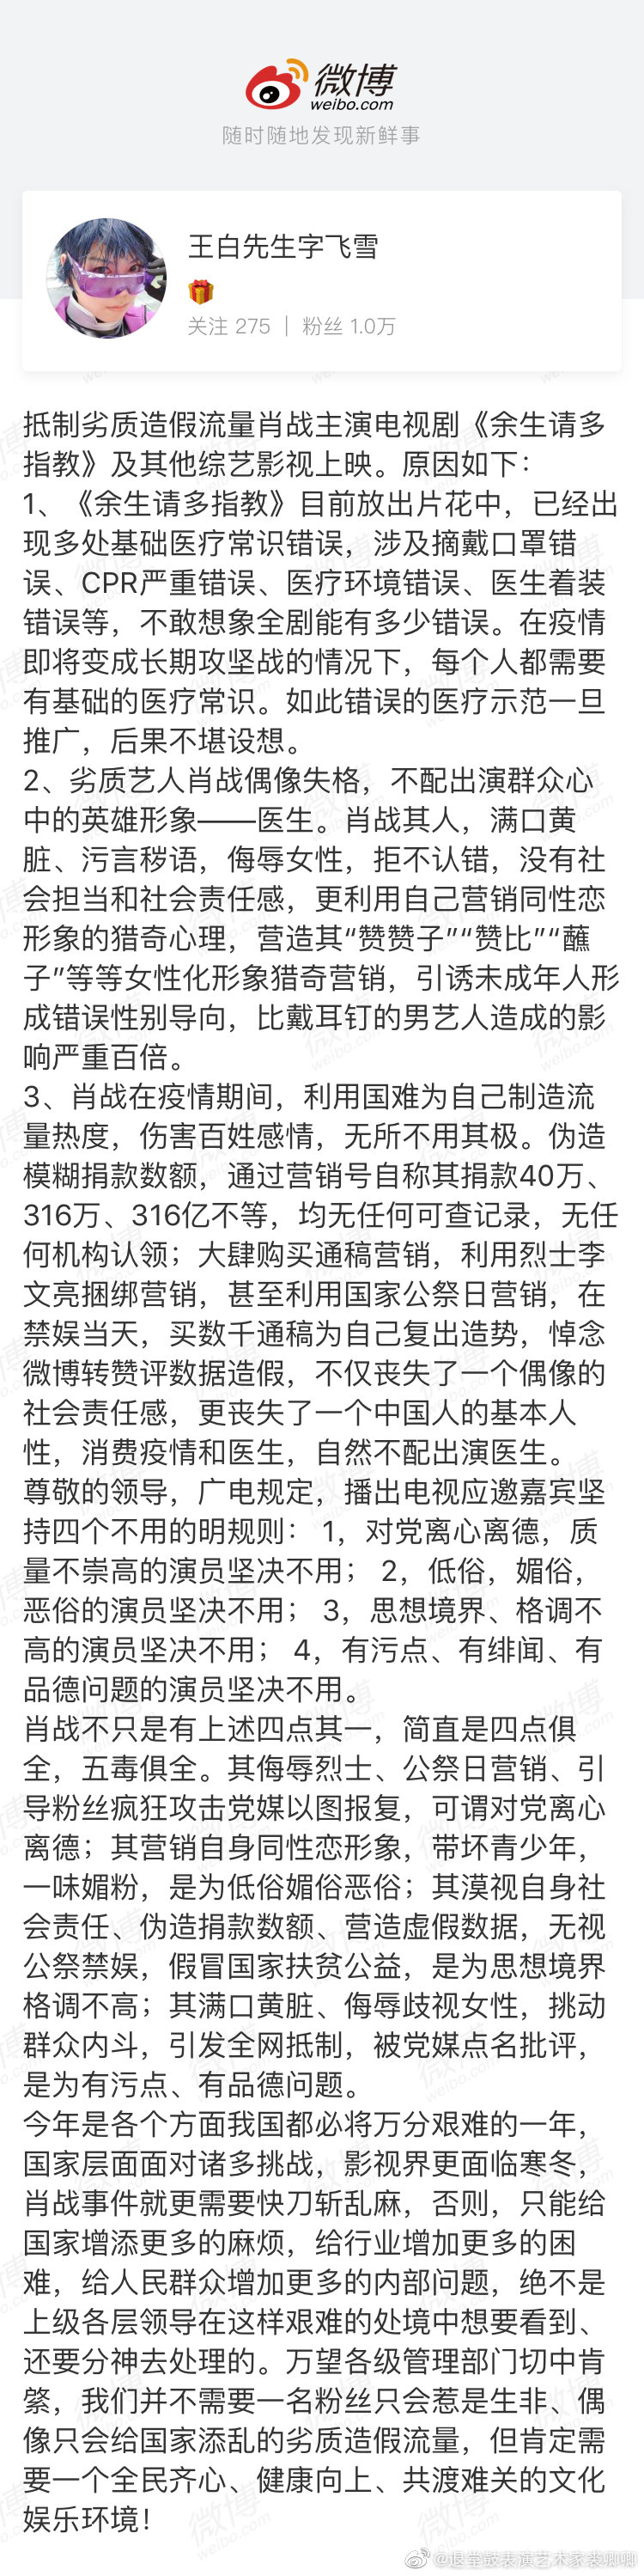 微博
weibo.com
随时随地发现新鲜事
王白先生字飞雪
关注 275 | 粉丝 1.0万
抵制劣质造假流量肖战主演电视剧《余生请多
指教》及其他综艺影视上映。原因如下：
1、《余生请多指教》目前放出片花中，已经出
现多处基础医疗常识错误，涉及摘戴口罩错
误、CPR严重错误、医疗环境错误、医生着装
错误等，不敢想象全剧能有多少错误。在疫情
即将变成长期攻坚战的情况下，每个人都需要
有基础的医疗常识。如此错误的医疗示范一旦
推广，后果不堪设想。
2、劣质艺人肖战偶像失格，不配出演群众心
中的英雄形象——医生。肖战其人，满口黄
脏、污言秽语，侮辱女性，拒不认错，没有社
会担当和社会责任感，更利用自己营销同性恋
形象的猎奇心理，营造其“赞赞子”“赞比”“蘸
子”等等女性化形象猎奇营销，引诱未成年人形
成错误性别导向，比戴耳钉的男艺人造成的影
响严重百倍。
3、肖战在疫情期间，利用国难为自己制造流
量热度，伤害百姓感情，无所不用其极。伪造
模糊捐款数额，通过营销号自称其捐款40万、
316万、316亿不等，均无任何可查记录，无任
何机构认领；大肆购买通稿营销，利用烈士李
文亮捆绑营销，甚至利用国家公祭日营销，在
禁娱当天，买数千通稿为自己复出造势，悼念
微博转赞评数据造假，不仅丧失了一个偶像的
社会责任感，更丧失了一个中国人的基本人
性，消费疫情和医生，自然不配出演医生。
尊敬的领导，广电规定，播出电视应邀嘉宾坚
持四个不用的明规则： 1，对党离心离德，质
量不崇高的演员坚决不用； 2，低俗，媚俗，
恶俗的演员坚决不用； 3，思想境界、格调不
高的演员坚决不用； 4，有污点、有绯闻、有
品德问题的演员坚决不用。
肖战不只是有上述四点其一，简直是四点俱
全，五毒俱全。其侮辱烈士、公祭日营销、引
导粉丝疯狂攻击党媒以图报复，可谓对党离心
离德；其营销自身同性恋形象，带坏青少年，
一味媚粉，是为低俗媚俗恶俗；其漠视自身社
会责任、伪造捐款数额、营造虚假数据，无视
公祭禁娱，假冒国家扶贫公益，是为思想境界
格调不高；其满口黄脏、侮辱歧视女性，挑动
群众内斗，引发全网抵制，被党媒点名批评，
是为有污点、有品德问题。
今年是各个方面我国都必将万分艰难的一年，
国家层面面对诸多挑战，影视界更面临寒冬，
肖战事件就更需要快刀斩乱麻，否则，只能给
国家增添更多的麻烦，给行业增加更多的困
难，给人民群众增加更多的内部问题，绝不是
上级各层领导在这样艰难的处境中想要看到、
还要分神去处理的。万望各级管理部门切中肯
綮，我们并不需要一名粉丝只会惹是生非、偶
像只会给国家添乱的劣质造假流量，但肯定需
要一个全民齐心、健康向上、共渡难关的文化
娱乐环境！